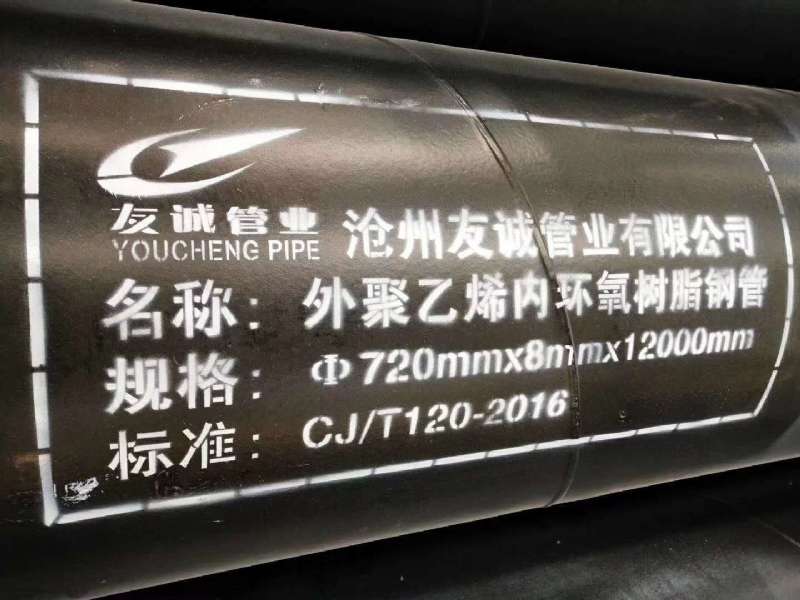 友诚管业
YOUCHENG PIPE
沧州友诚管业有限公司
名称: 外聚乙烯内环氧树脂钢管
规格: Φ720mmx8mmx12000mm
标准: CJ/T120-2016